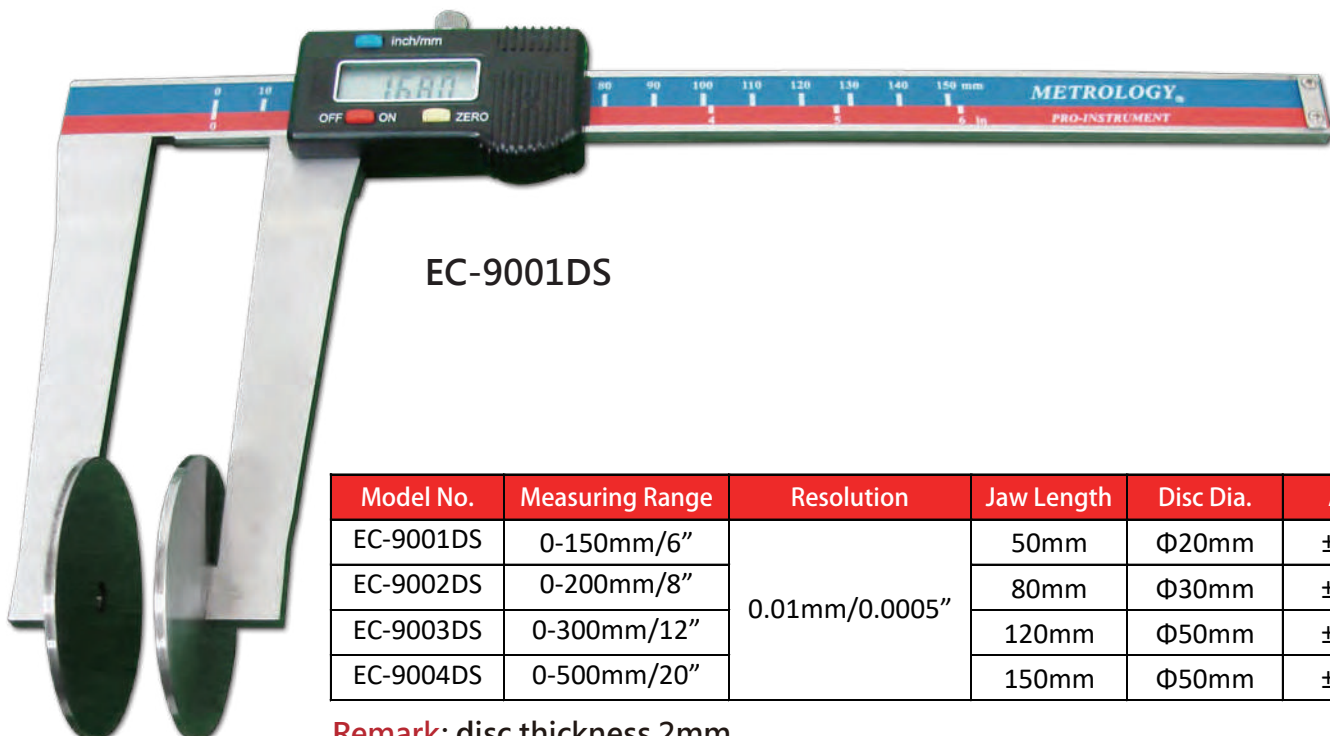 inch/mm
16.80
OFF ON ZERO
0 10 80 90 100 110 120 130 140 150 mm METROLOGY®
0 4 5 6 in PRO-INSTRUMENT
EC-9001DS
Model No. Measuring Range Resolution Jaw Length Disc Dia.
EC-9001DS 0-150mm/6” 0.01mm/0.0005” 50mm Φ20mm ±
EC-9002DS 0-200mm/8” 80mm Φ30mm ±
EC-9003DS 0-300mm/12” 120mm Φ50mm ±
EC-9004DS 0-500mm/20” 150mm Φ50mm ±
Remark: disc thickness 2mm